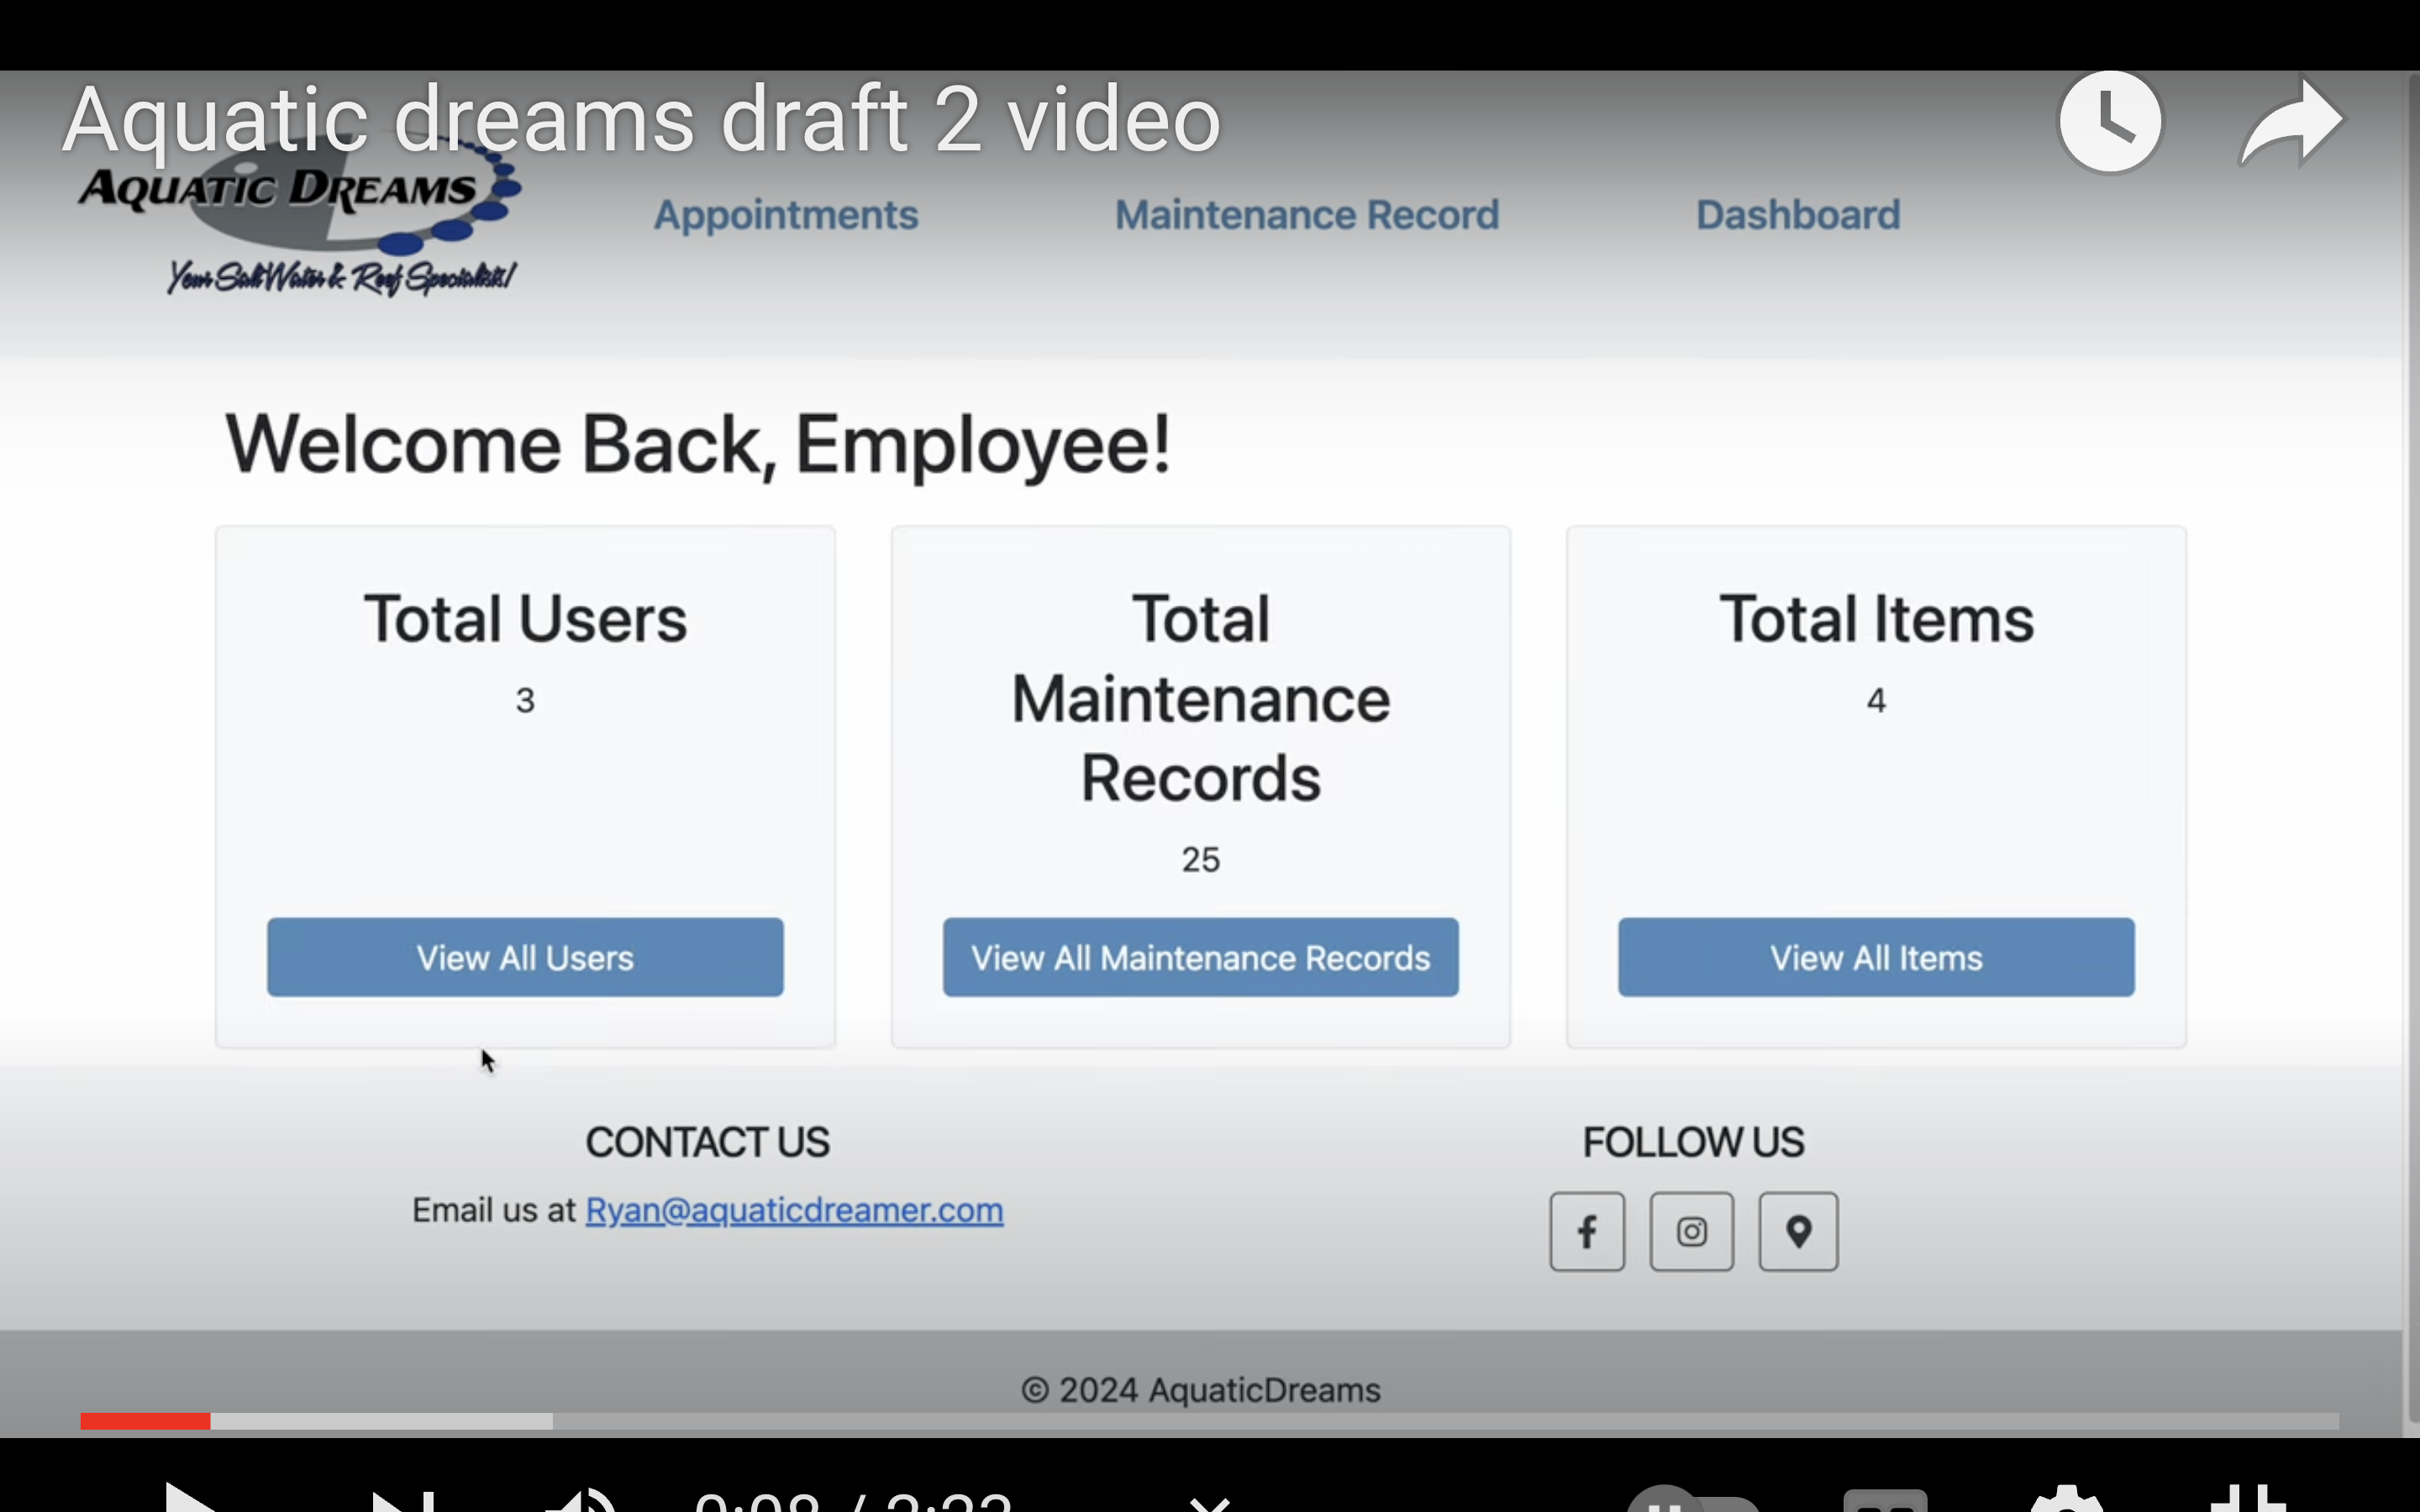 Aquatic dreams draft 2 video
AQUATIC DREAMS
Your Salt Water & Reef Specialist!
Appointments
Maintenance Record
Dashboard
Welcome Back, Employee!
Total Users
3
View All Users
Total
Maintenance
Records
25
View All Maintenance Records
Total Items
4
View All Items
CONTACT US
Email us at Ryan@aquaticdreamer.com
FOLLOW US
© 2024 AquaticDreams